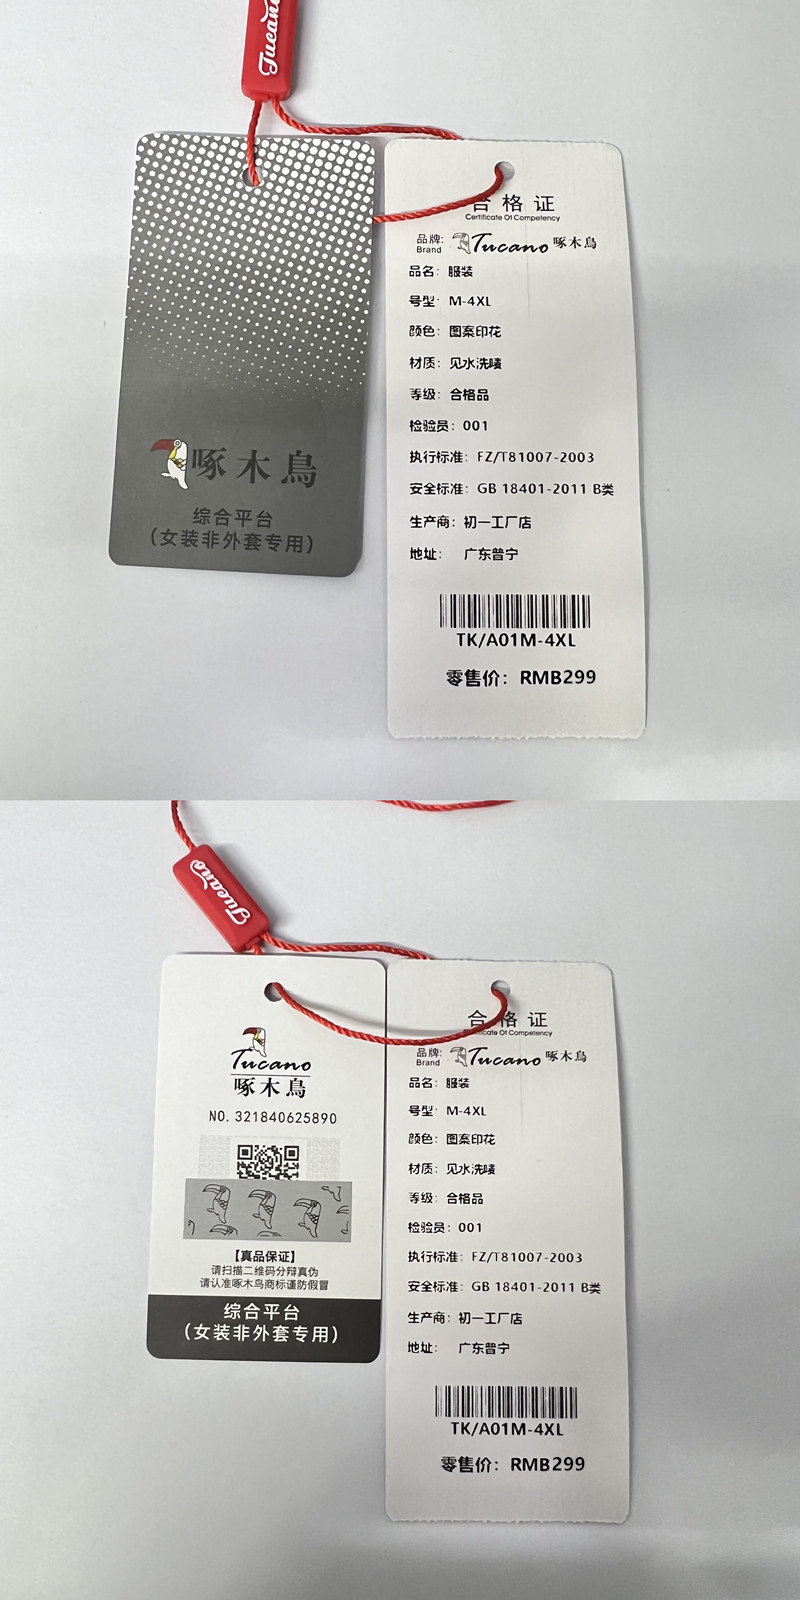 Tucano
啄木鳥
综合平台
(女装非外套专用)
合格证
Certificate Of Competency
品牌:
Brand
Tucano 啄木鳥
品名：服装
号型：M-4XL
颜色：图案印花
材质：见水洗唛
等级：合格品
检验员：001
执行标准：FZ/T81007-2003
安全标准：GB 18401-2011 B类
生产商：初一工厂店
地址： 广东普宁
TK/A01M-4XL
零售价：RMB299
Tucano
Tucano
啄木鳥
NO. 321840625890
【真品保证】
请扫描二维码分辩真伪
请认准啄木鸟商标谨防假冒
综合平台
(女装非外套专用)
合格证
Certificate Of Competency
品牌:
Brand
Tucano 啄木鳥
品名：服装
号型：M-4XL
颜色：图案印花
材质：见水洗唛
等级：合格品
检验员：001
执行标准：FZ/T81007-2003
安全标准：GB 18401-2011 B类
生产商：初一工厂店
地址： 广东普宁
TK/A01M-4XL
零售价：RMB299